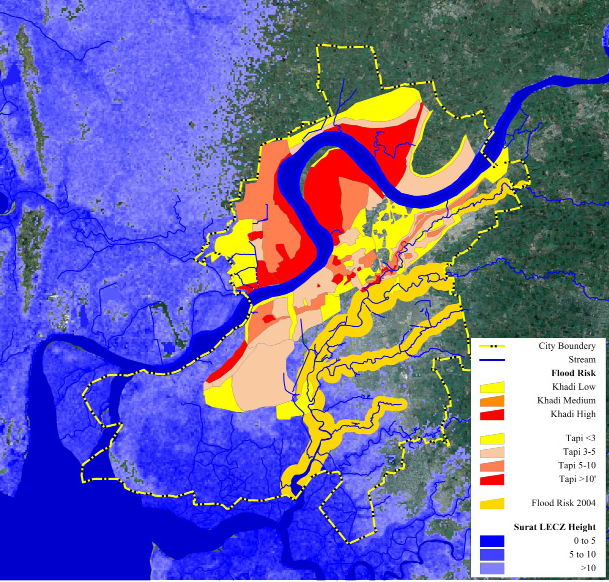 City Boundery
Stream
Flood Risk
Khadi Low
Khadi Medium
Khadi High
Tapi <3
Tapi 3-5
Tapi 5-10
Tapi >10'
Flood Risk 2004
Surat LECZ Height
0 to 5
5 to 10
>10